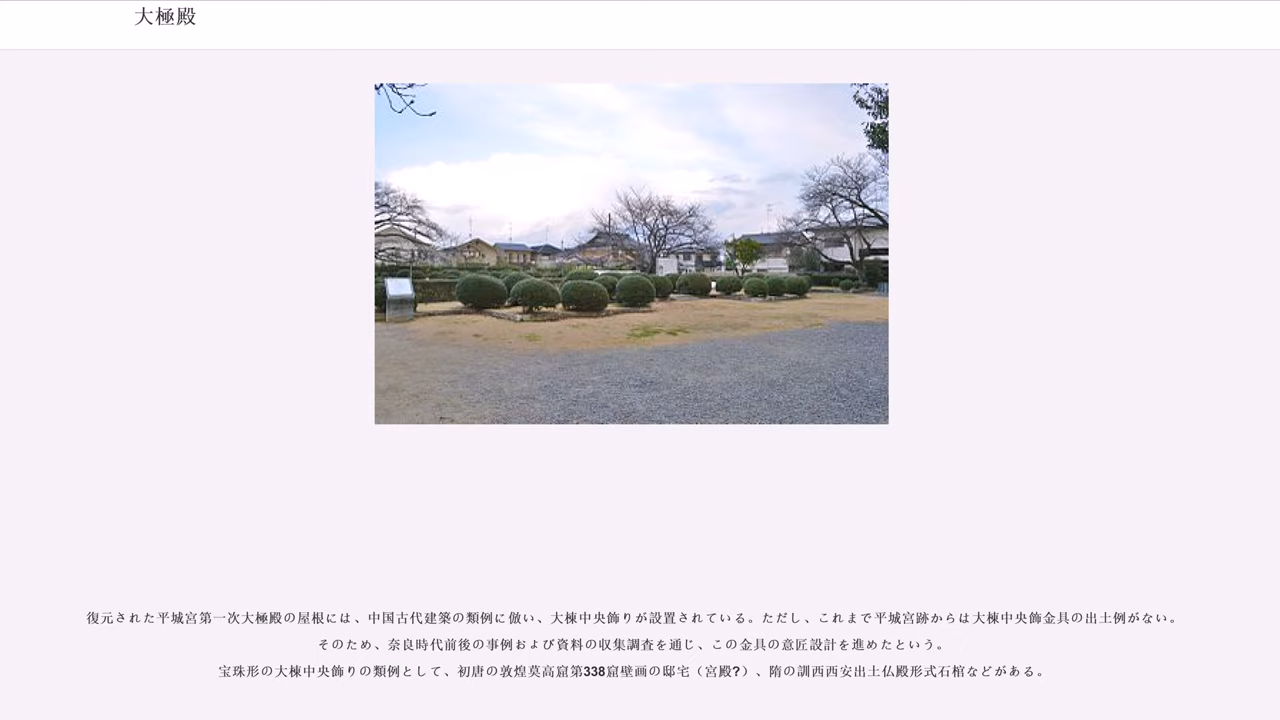 大極殿
復元された平城宮第一次大極殿の屋根には、中国古代建築の類例に倣い、大棟中央飾りが設置されている。ただし、これまで平城宮跡からは大棟中央飾金具の出土例がない。
そのため、奈良時代前後の事例および資料の収集調査を通じ、この金具の意匠設計を進めたという。
宝珠形の大棟中央飾りの類例として、初唐の敦煌莫高窟第338窟壁画の邸宅（宮殿?）、隋の訓西西安出土仏殿形式石棺などがある。